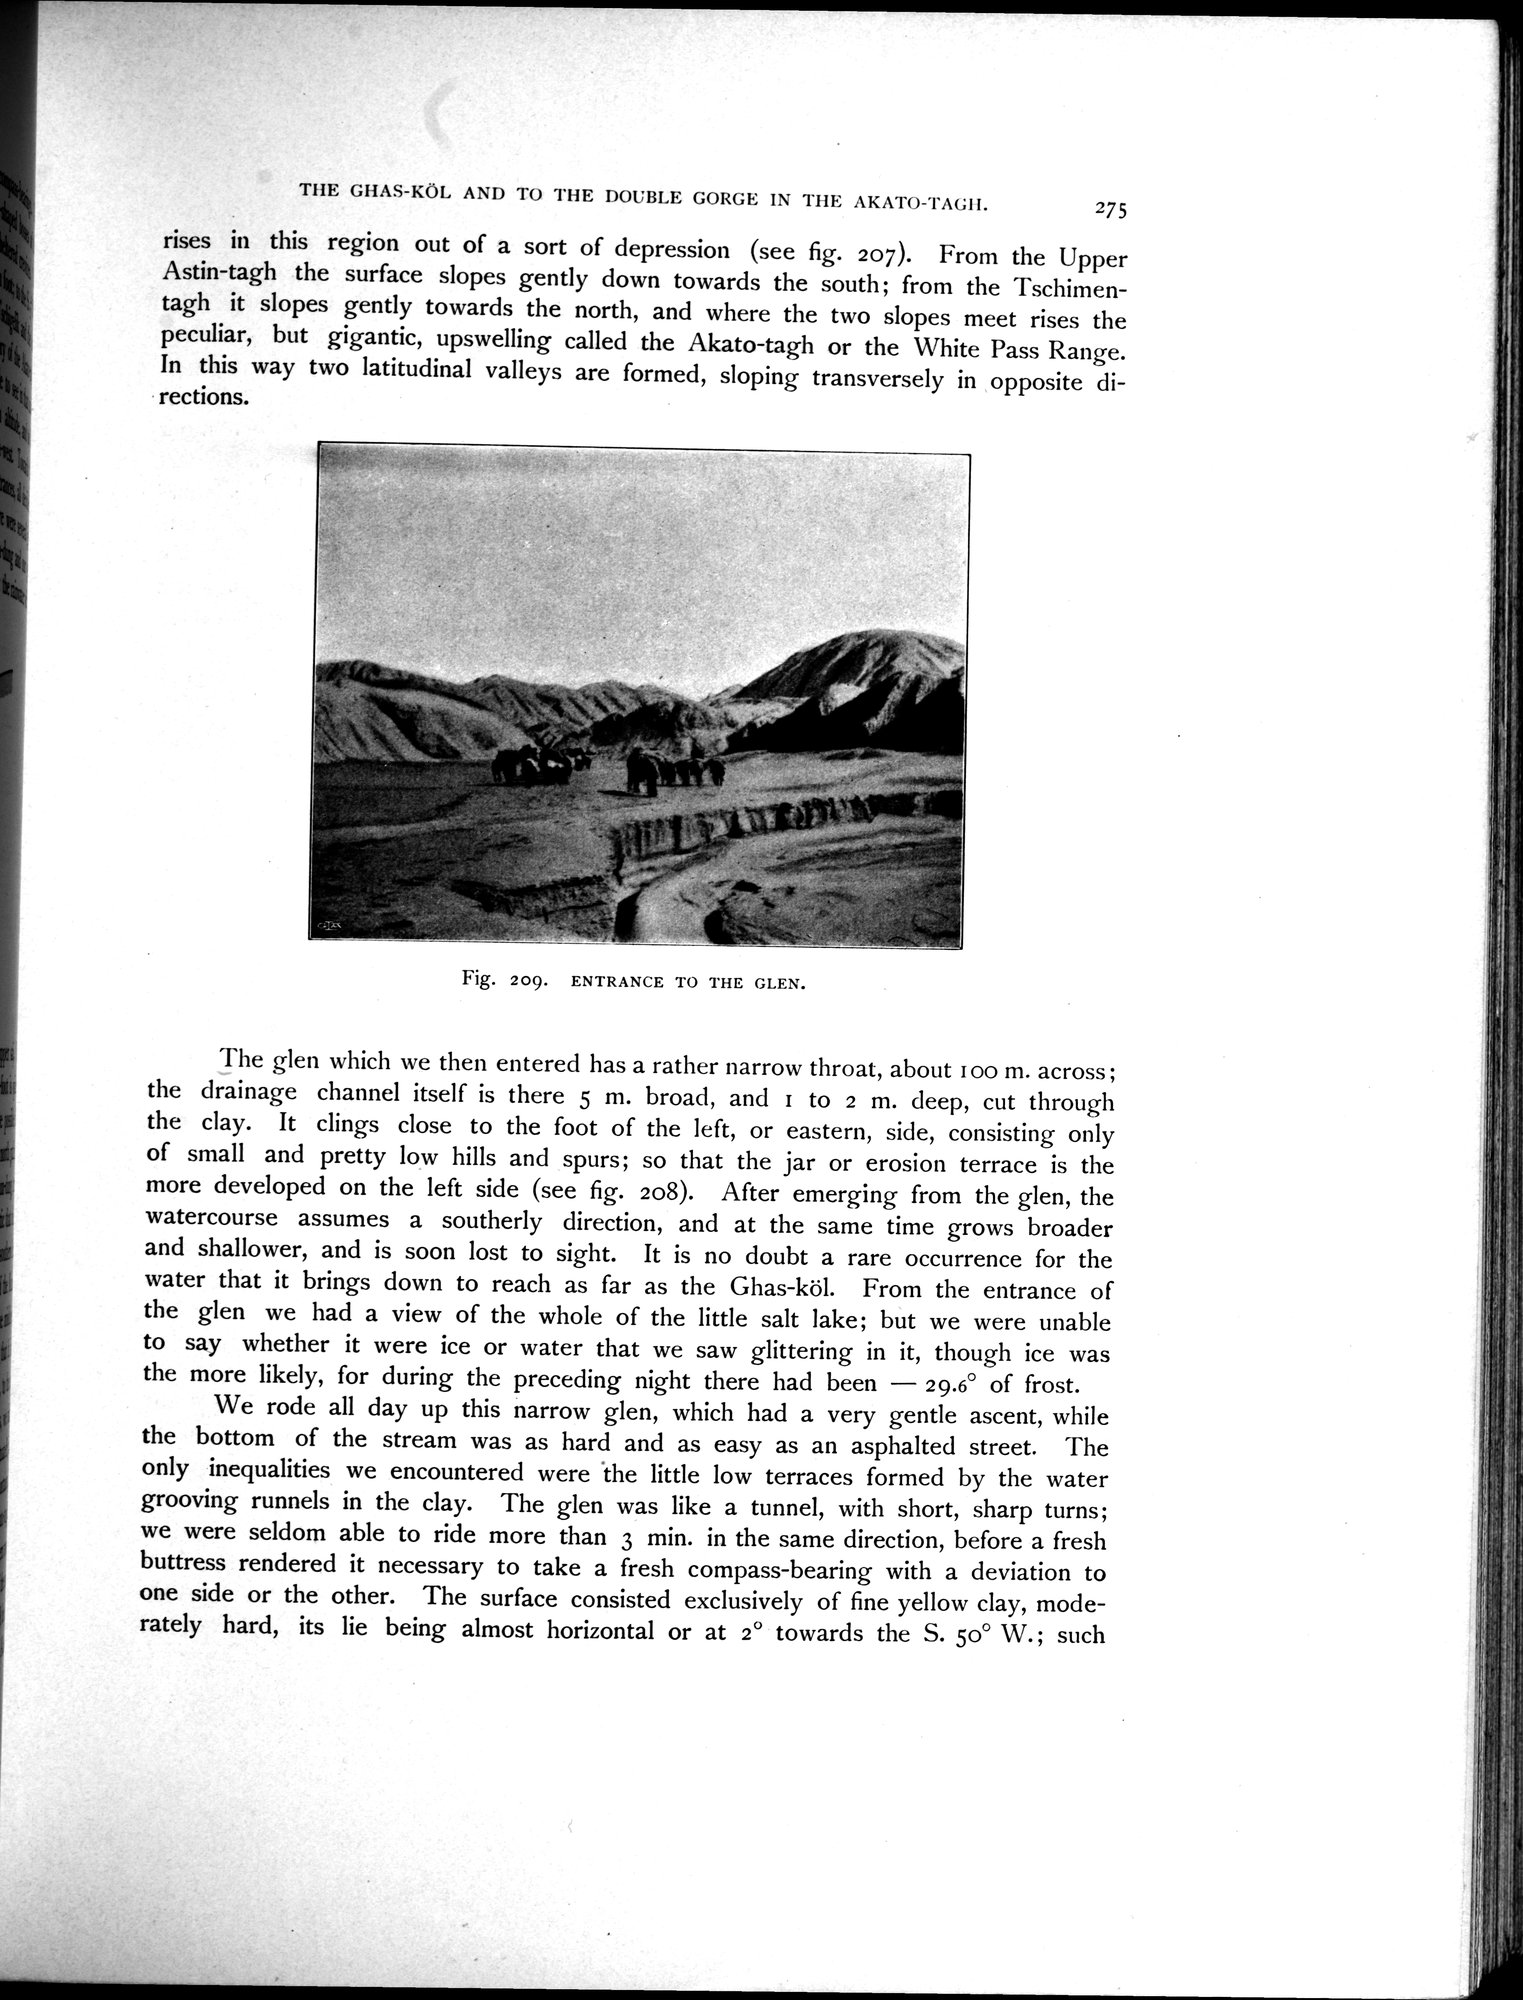 THE GHAS-KÖL AND TO THE DOUBLE GORGE IN THE AKATO-TAGH. 275
rises in this region out of a sort of depression (see fig. 207). From the Upper
Astin-tagh the surface slopes gently down towards the south; from the Tschimen-
tagh it slopes gently towards the north, and where the two slopes meet rises the
peculiar, but gigantic, upswelling called the Akato-tagh or the White Pass Range.
In this way two latitudinal valleys are formed, sloping transversely in opposite di-
rections.
Fig. 209. ENTRANCE TO THE GLEN.
The glen which we then entered has a rather narrow throat, about 100 m. across;
the drainage channel itself is there 5 m. broad, and 1 to 2 m. deep, cut through
the clay. It clings close to the foot of the left, or eastern, side, consisting only
of small and pretty low hills and spurs; so that the jar or erosion terrace is the
more developed on the left side (see fig. 208). After emerging from the glen, the
watercourse assumes a southerly direction, and at the same time grows broader
and shallower, and is soon lost to sight. It is no doubt a rare occurrence for the
water that it brings down to reach as far as the Ghas-köl. From the entrance of
the glen we had a view of the whole of the little salt lake; but we were unable
to say whether it were ice or water that we saw glittering in it, though ice was
the more likely, for during the preceding night there had been — 29.6° of frost.
We rode all day up this narrow glen, which had a very gentle ascent, while
the bottom of the stream was as hard and as easy as an asphalted street. The
only inequalities we encountered were the little low terraces formed by the water
grooving runnels in the clay. The glen was like a tunnel, with short, sharp turns;
we were seldom able to ride more than 3 min. in the same direction, before a fresh
buttress rendered it necessary to take a fresh compass-bearing with a deviation to
one side or the other. The surface consisted exclusively of fine yellow clay, mode-
rately hard, its lie being almost horizontal or at 2° towards the S. 50° W.; such